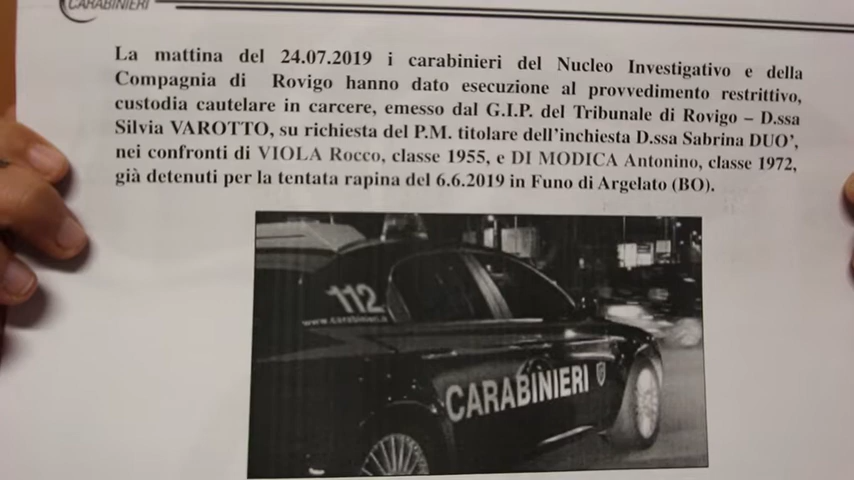 CARABINIERI
La mattina del 24.07.2019 i carabinieri del Nucleo Investigativo e della
Compagnia di Rovigo hanno dato esecuzione al provvedimento restrittivo,
custodia cautelare in carcere, emesso dal G.I.P. del Tribunale di Rovigo – D.ssa
Silvia VAROTTO, su richiesta del P.M. titolare dell'inchiesta D.ssa Sabrina DUO',
nei confronti di VIOLA Rocco, classe 1955, e DI MODICA Antonino, classe 1972,
già detenuti per la tentata rapina del 6.6.2019 in Funo di Argelato (BO).
112
www.carabinieri.it
CARABINIERI